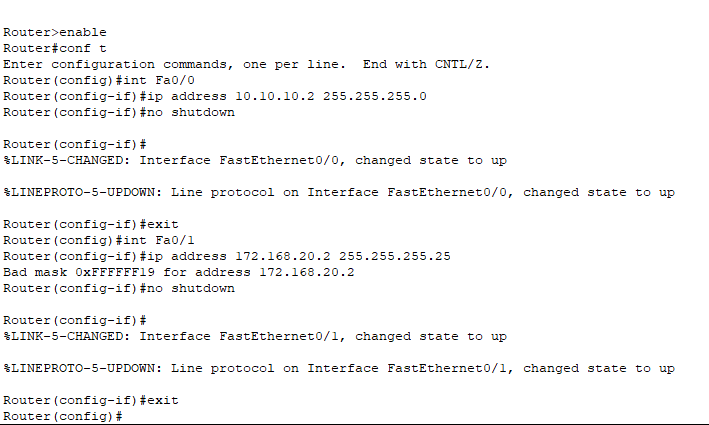 Router>enable
Router#conf t
Enter configuration commands, one per line.  End with CNTL/Z.
Router(config)#int Fa0/0
Router(config-if)#ip address 10.10.10.2 255.255.255.0
Router(config-if)#no shutdown
Router(config-if)#
%LINK-5-CHANGED: Interface FastEthernet0/0, changed state to up
%LINEPROTO-5-UPDOWN: Line protocol on Interface FastEthernet0/0, changed state to up
Router(config-if)#exit
Router(config)#int Fa0/1
Router(config-if)#ip address 172.168.20.2 255.255.255.25
Bad mask 0xFFFFFF19 for address 172.168.20.2
Router(config-if)#no shutdown
Router(config-if)#
%LINK-5-CHANGED: Interface FastEthernet0/1, changed state to up
%LINEPROTO-5-UPDOWN: Line protocol on Interface FastEthernet0/1, changed state to up
Router(config-if)#exit
Router(config)#